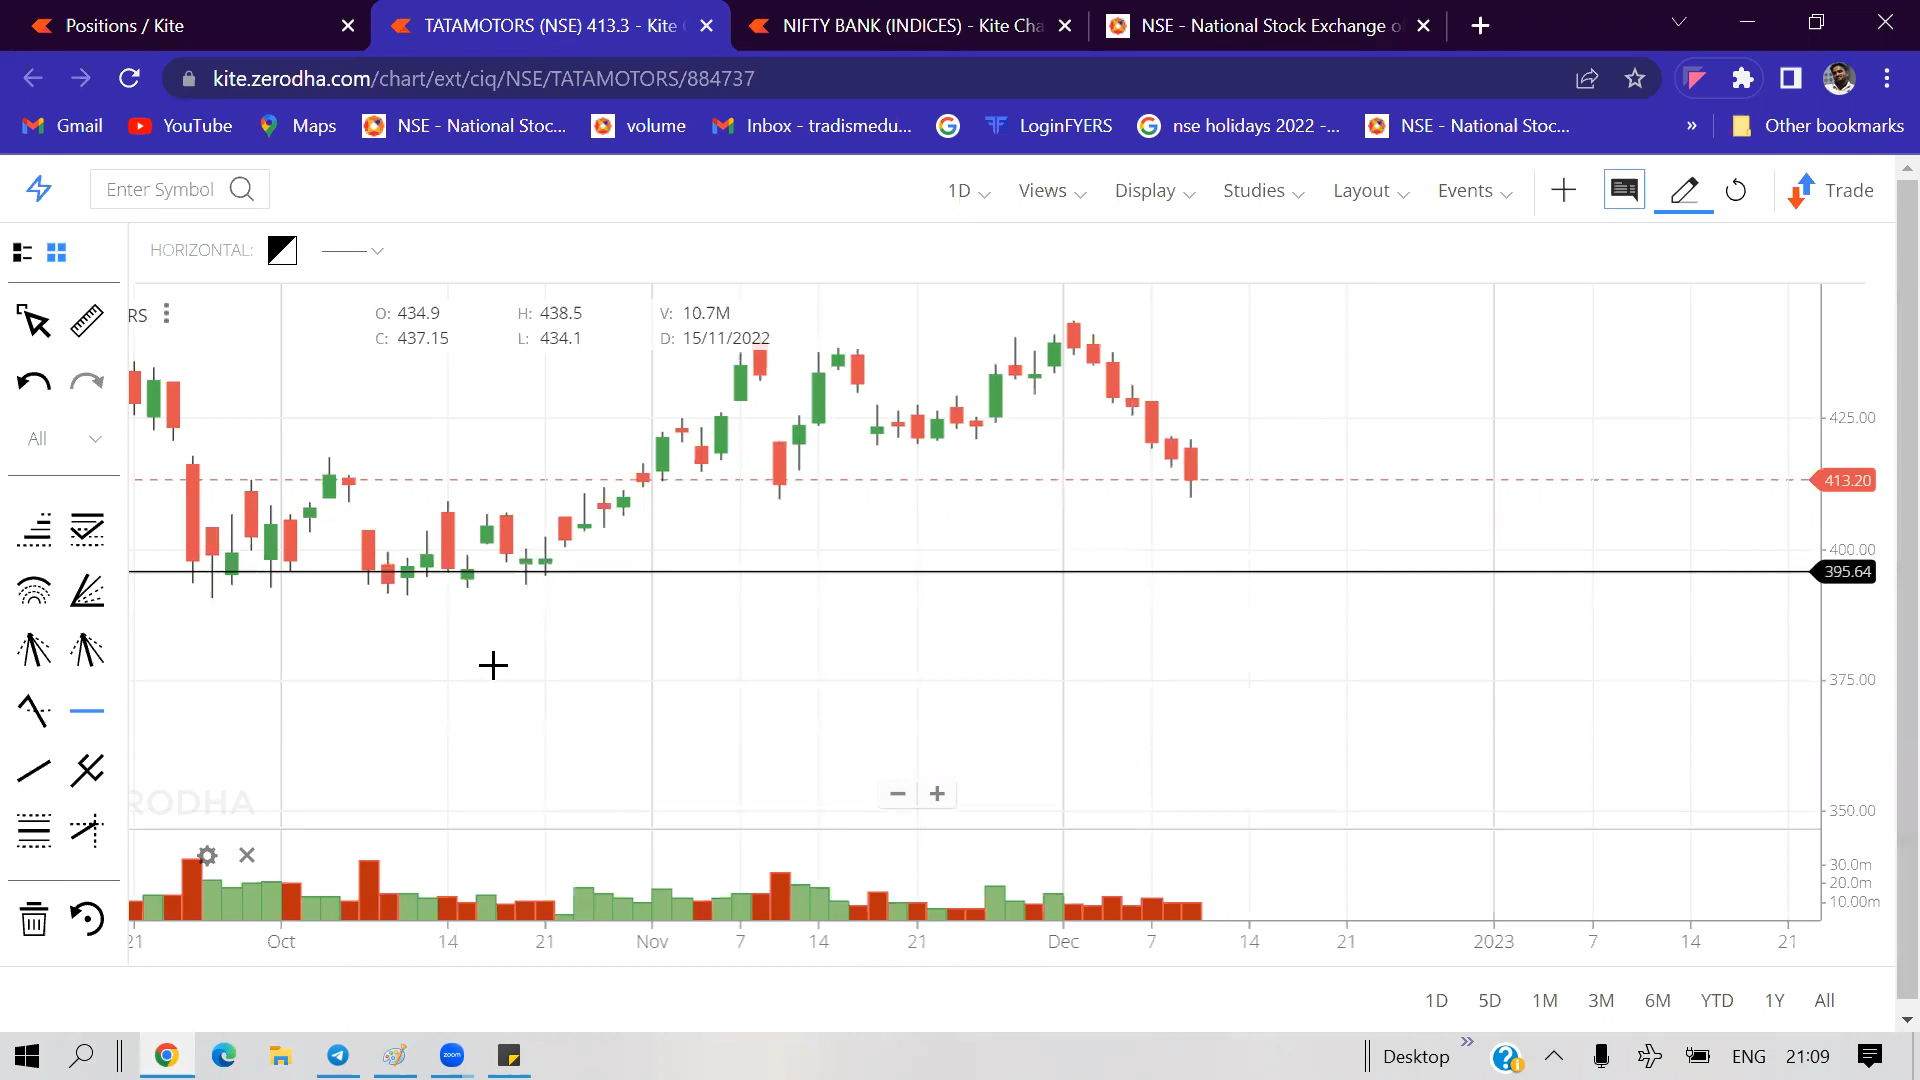 Positions / Kite
TATAMOTORS (NSE) 413.3 - Kite
NIFTY BANK (INDICES) - Kite Cha
NSE - National Stock Exchange o
kite.zerodha.com/chart/ext/ciq/NSE/TATAMOTORS/884737
Gmail
YouTube
Maps
NSE - National Stoc...
volume
Inbox - tradismedu...
LoginFYERS
nse holidays 2022 -...
NSE - National Stoc...
»
Other bookmarks
Enter Symbol
1D
Views
Display
Studies
Layout
Events
Trade
HORIZONTAL:
RS
O: 434.9
H: 438.5
V: 10.7M
C: 437.15
L: 434.1
D: 15/11/2022
All
425.00
413.20
400.00
395.64
375.00
350.00
RODHA
30.0m
20.0m
10.00m
21
Oct
14
21
Nov
7
14
21
Dec
7
14
21
2023
7
14
21
1D
5D
1M
3M
6M
YTD
1Y
All
zoom
Desktop
»
ENG
21:09